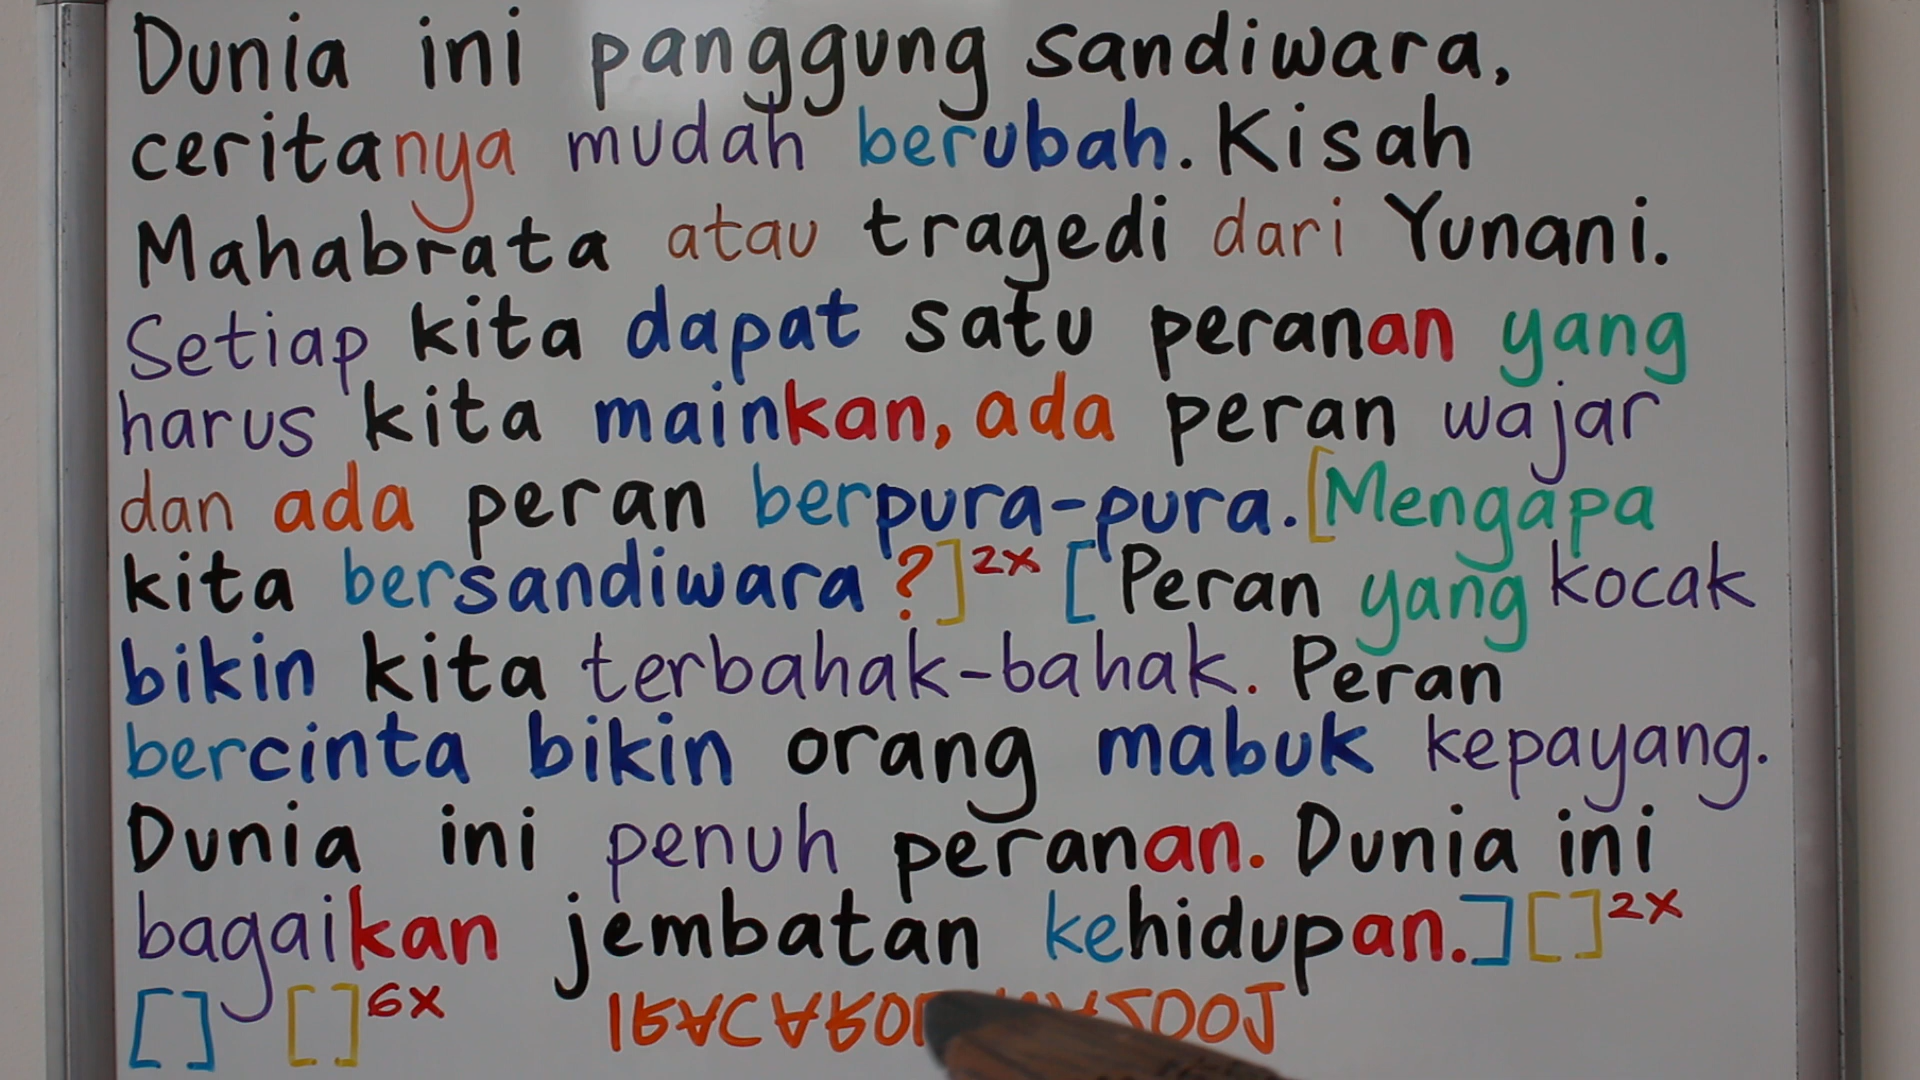 Dunia ini panggung sandiwara,
ceritanya mudah berubah. Kisah
Mahabrata atau tragedi dari Yunani.
Setiap kita dapat satu peranan yang
harus kita mainkan, ada peran wajar
dan ada peran berpura-pura. [Mengapa
kita bersandiwara?]2x [Peran yang kocak
bikin kita terbahak-bahak. Peran
bercinta bikin orang mabuk kepayang.
Dunia ini penuh peranan. Dunia ini
bagaikan jembatan kehidupan.] []2x
[] []6x